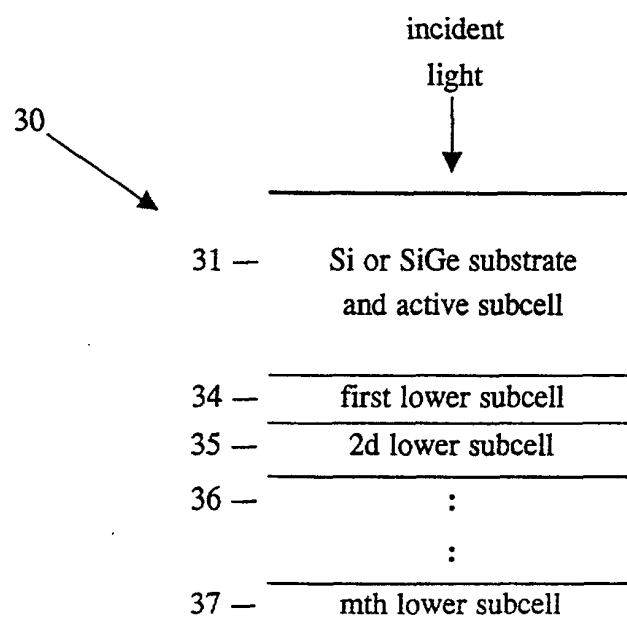 incident
light
30
31 — Si or SiGe substrate
and active subcell
34 — first lower subcell
35 — 2d lower subcell
36 — :
:
37 — mth lower subcell